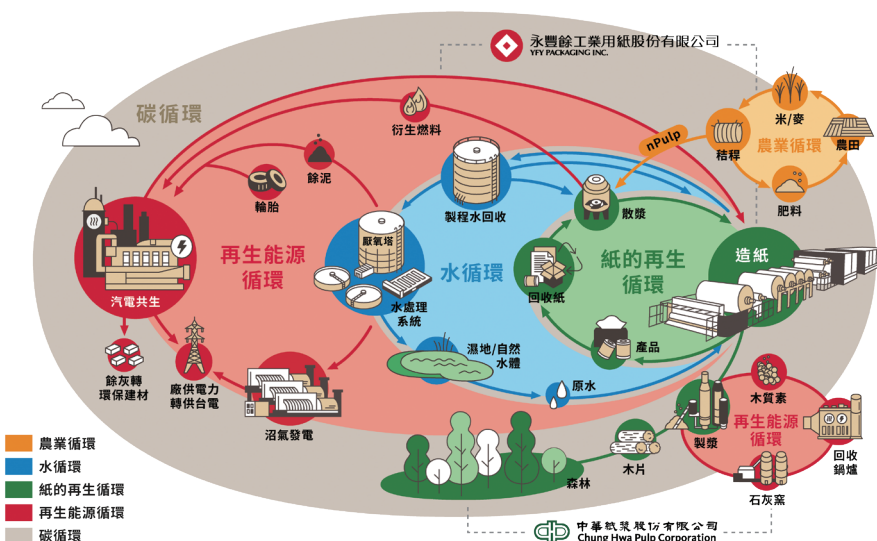 永豐餘工業用紙股份有限公司
YFY PACKAGING INC.
碳循環
衍生燃料
米/麥
nPulp
秸稈
農業循環
農田
餘泥
輪胎
肥料
製程水回收
散漿
厭氧塔
再生能源
循環
水循環
紙的再生
循環
造紙
回收紙
汽電共生
水處理
系統
濕地/自然
水體
產品
原水
餘灰轉
環保建材
廠供電力
轉供台電
沼氣發電
木質素
再生能源
循環
製漿
回收
鍋爐
木片
森林
石灰窯
農業循環
水循環
紙的再生循環
再生能源循環
碳循環
中華紙漿股份有限公司
Chung Hwa Pulp Corporation